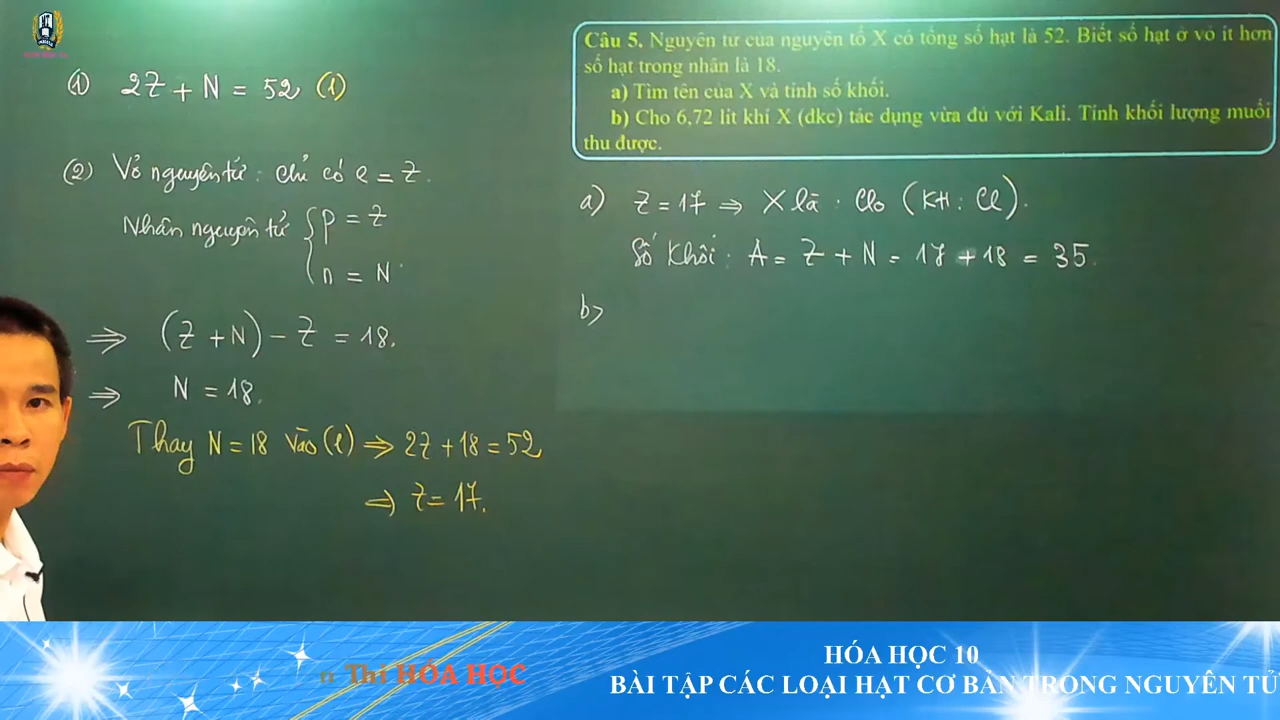 Câu 5. Nguyên tử của nguyên tố X có tổng số hạt là 52. Biết số hạt ở vỏ ít hơn
số hạt trong nhân là 18.
a) Tìm tên của X và tính số khối.
b) Cho 6,72 lít khí X (đkc) tác dụng vừa đủ với Kali. Tính khối lượng muối
thu được.
(1) 2Z + N = 52 (1)
(2) Vỏ nguyên tử: chỉ có e = Z.
Nhân nguyên tử { p = Z
n = N
⇒ (Z + N) - Z = 18.
⇒ N = 18.
Thay N = 18 vào (1) ⇒ 2Z + 18 = 52
⇒ Z = 17.
a) Z = 17 ⇒ X là: Clo (KH: Cl).
Số khối: A = Z + N = 17 + 18 = 35.
b)
Thi HÓA HỌC
HÓA HỌC 10
BÀI TẬP CÁC LOẠI HẠT CƠ BẢN TRONG NGUYÊN TỬ